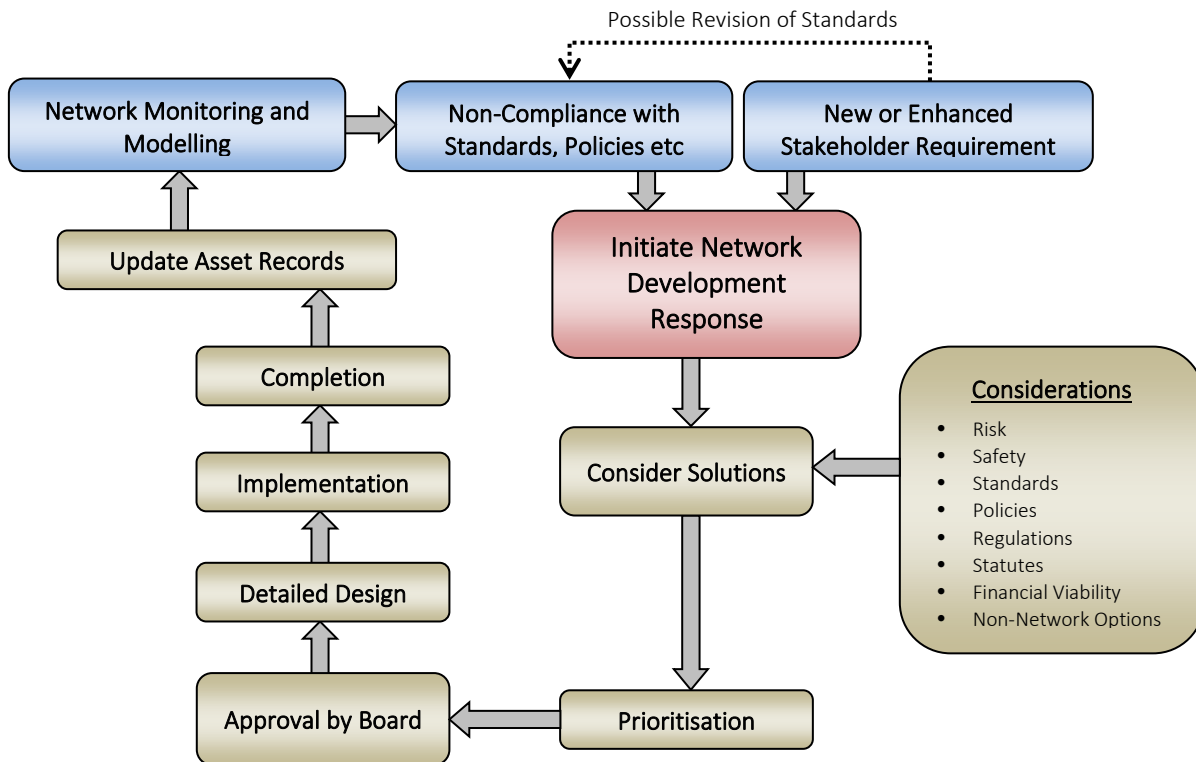 Possible Revision of Standards
Network Monitoring and
Modelling
Non-Compliance with
Standards, Policies etc
New or Enhanced
Stakeholder Requirement
Initiate Network
Development
Response
Update Asset Records
Completion
Implementation
Detailed Design
Approval by Board
Consider Solutions
Prioritisation
Considerations
• Risk
• Safety
• Standards
• Policies
• Regulations
• Statutes
• Financial Viability
• Non-Network Options